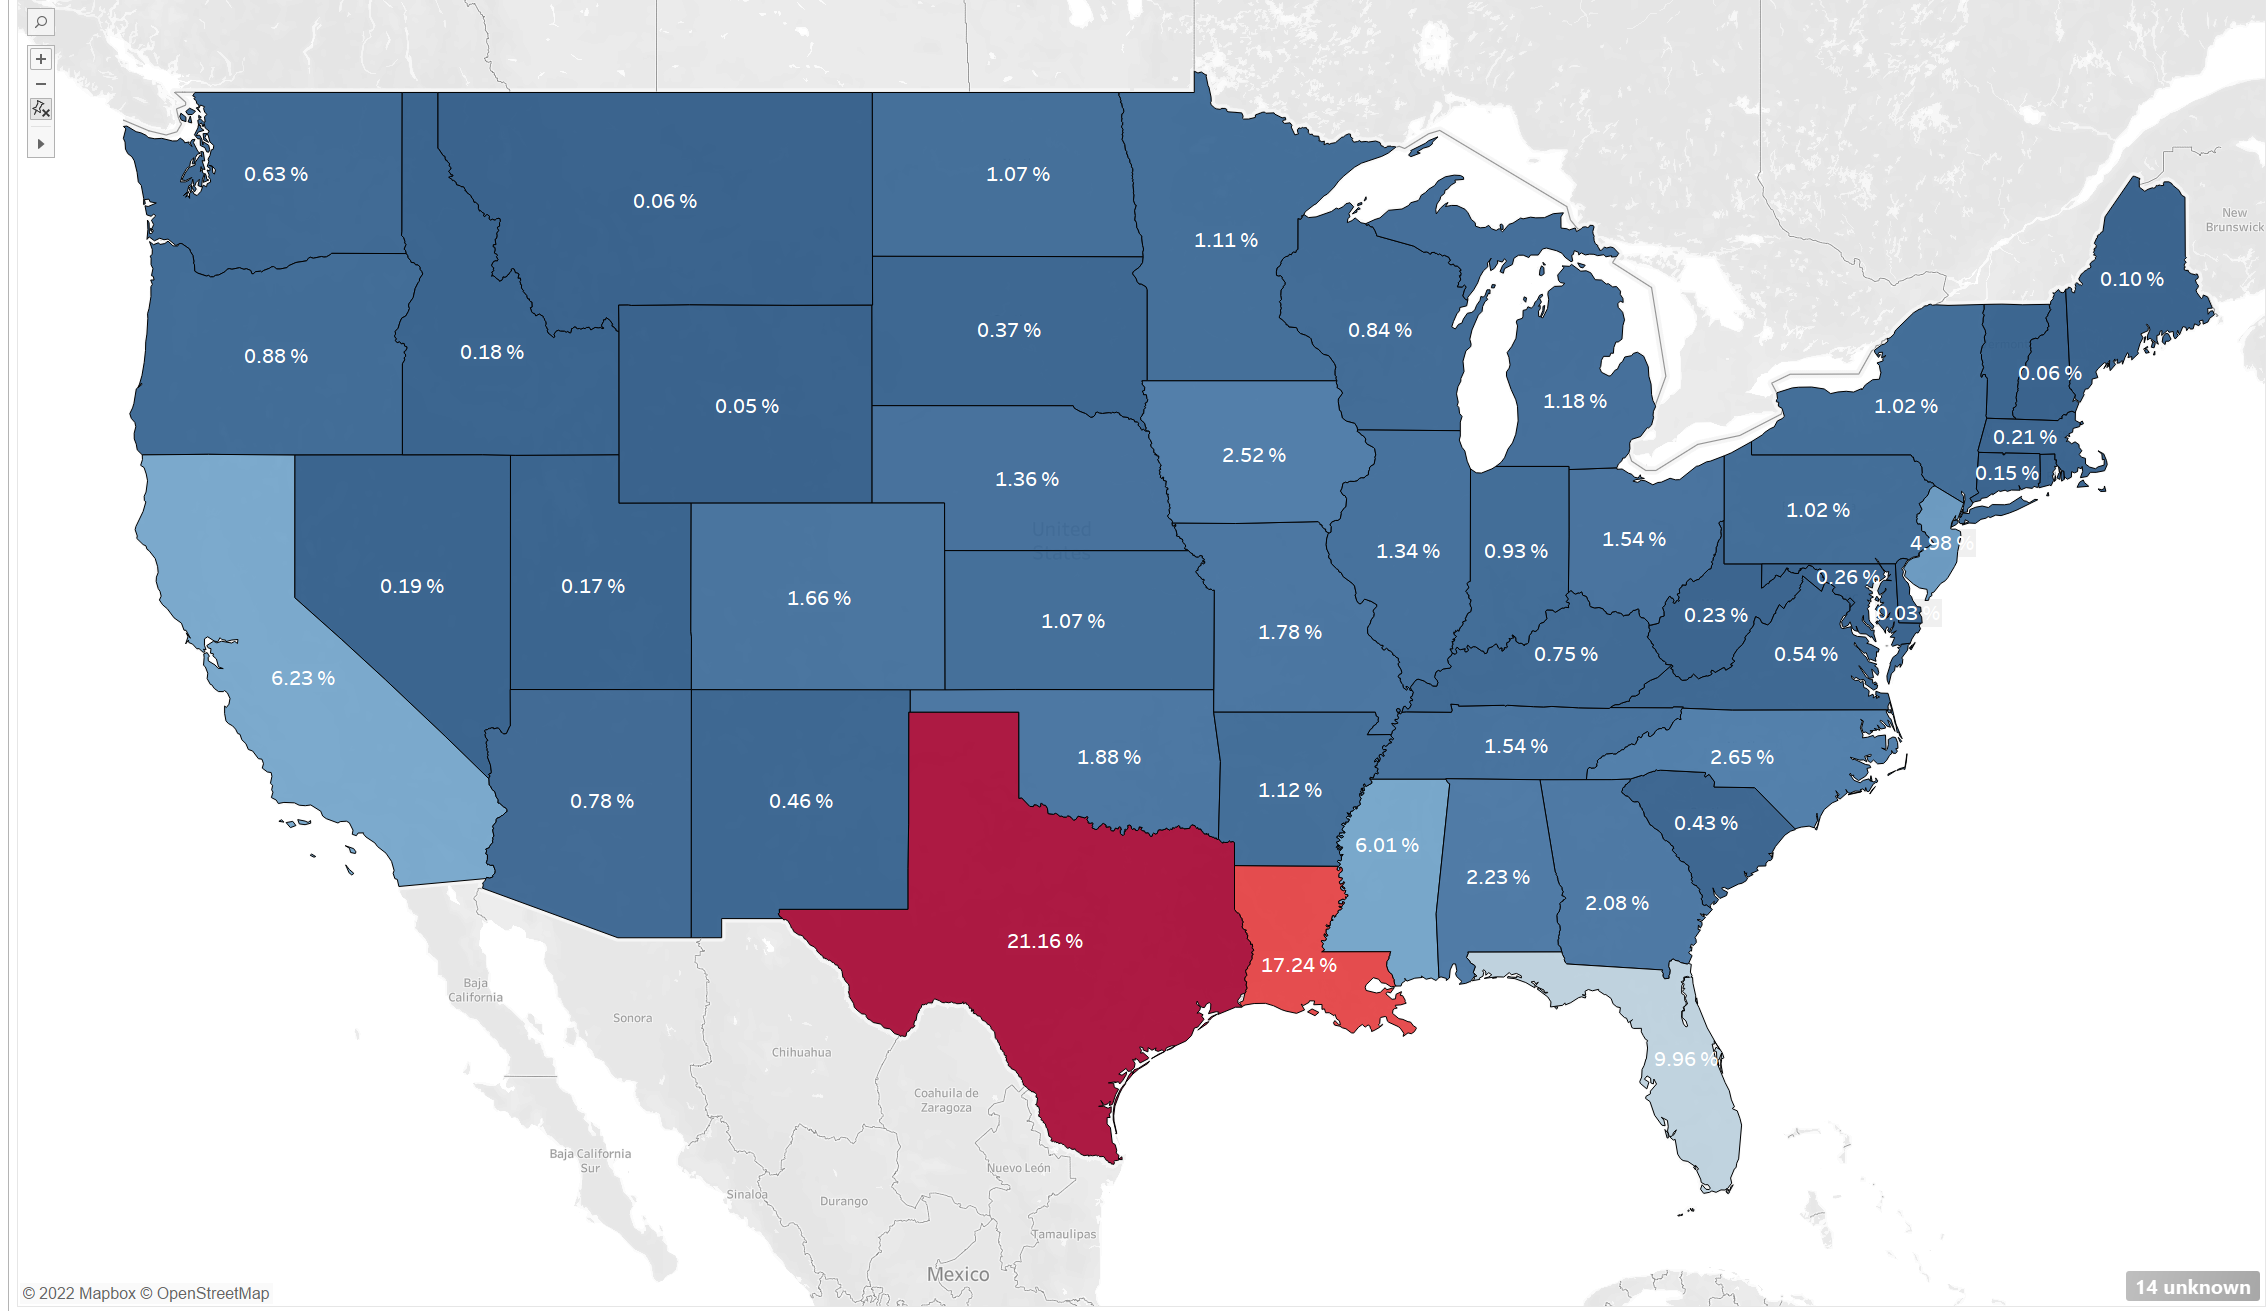 0.63 %
0.06 %
1.07 %
1.11 %
New
Brunswick
0.10 %
0.88 %
0.18 %
0.37 %
0.84 %
0.06 %
0.05 %
1.18 %
1.02 %
0.21 %
2.52 %
0.15 %
1.36 %
1.02 %
United
States
4.98 %
1.34 %
0.93 %
1.54 %
0.19 %
0.17 %
1.66 %
0.26 %
1.07 %
0.23 %
0.03 %
1.78 %
0.75 %
0.54 %
6.23 %
1.54 %
2.65 %
1.88 %
0.78 %
0.46 %
1.12 %
0.43 %
6.01 %
2.23 %
2.08 %
21.16 %
17.24 %
Baja
California
Sonora
Chihuahua
9.96 %
Coahuila de
Zaragoza
Baja California
Sur
Nuevo León
Sinaloa
Durango
Tamaulipas
Mexico
© 2022 Mapbox © OpenStreetMap
14 unknown